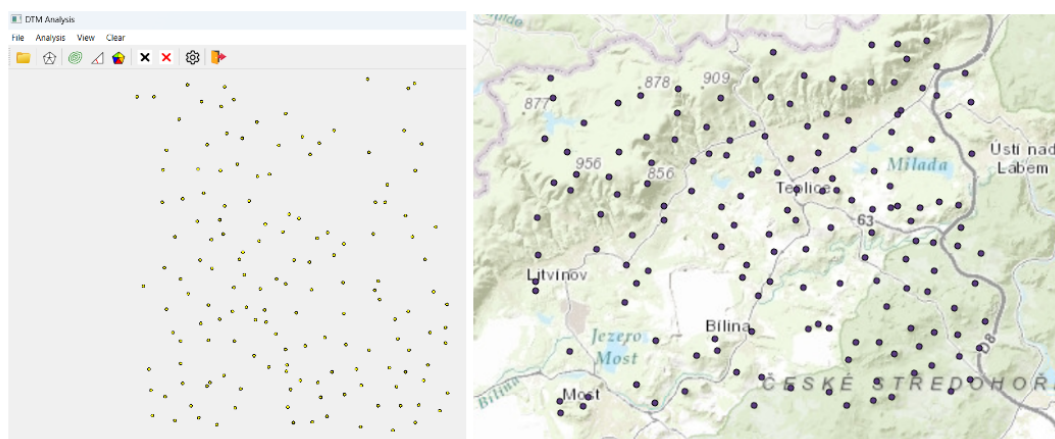 DTM Analysis
File Analysis View Clear
878
909
877
956
856
Milada
Ústí nad
Labem
Teplice
63
Litvínov
Bílina
Jezero
Most
D8
Bílina
Most
ČESKÉ STŘEDOHOŘ